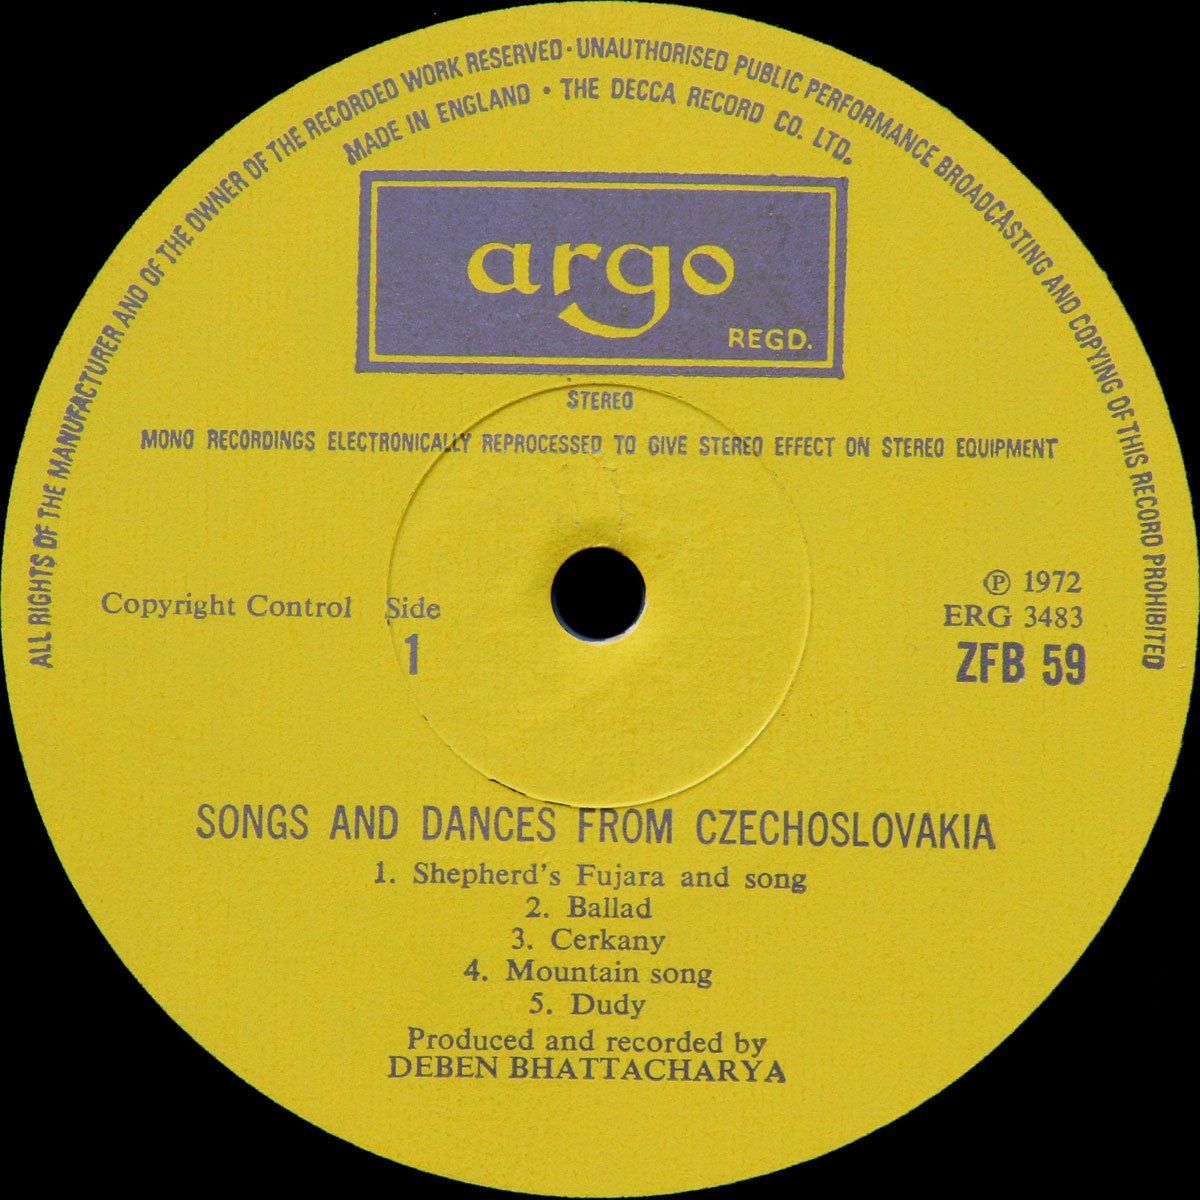 ALL RIGHTS OF THE MANUFACTURER AND OF THE OWNER OF THE RECORDED WORK RESERVED · UNAUTHORISED PUBLIC PERFORMANCE BROADCASTING AND COPYING OF THIS RECORD PROHIBITED
MADE IN ENGLAND · THE DECCA RECORD CO. LTD.
argo
REGD.
STEREO
MONO RECORDINGS ELECTRONICALLY REPROCESSED TO GIVE STEREO EFFECT ON STEREO EQUIPMENT
Copyright Control Side
1
℗ 1972
ERG 3483
ZFB 59
SONGS AND DANCES FROM CZECHOSLOVAKIA
1. Shepherd's Fujara and song
2. Ballad
3. Cerkany
4. Mountain song
5. Dudy
Produced and recorded by
DEBEN BHATTACHARYA